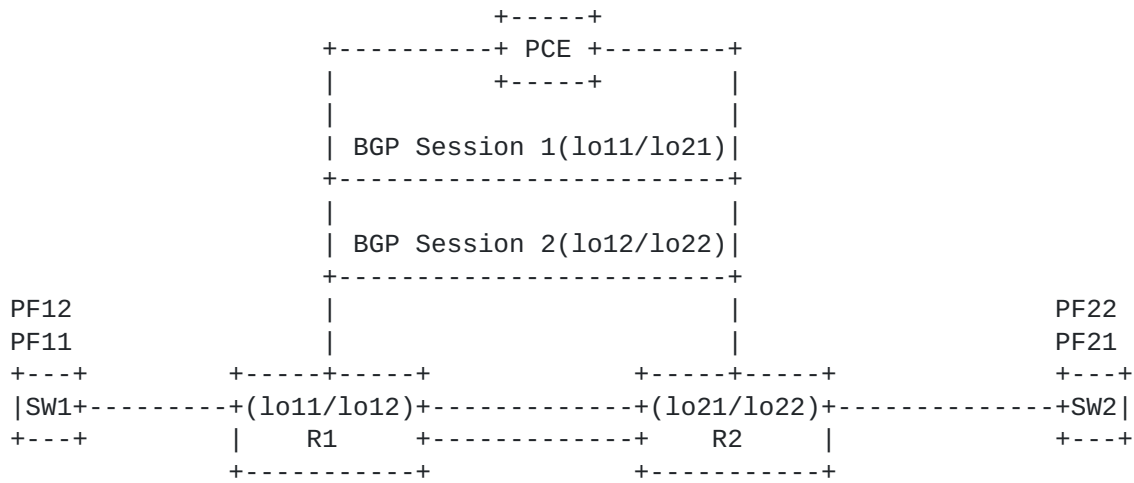 PCE
BGP Session 1(lo11/lo21)
BGP Session 2(lo12/lo22)
PF12 PF22
PF11 PF21
SW1 (lo11/lo12) (lo21/lo22) SW2
R1 R2